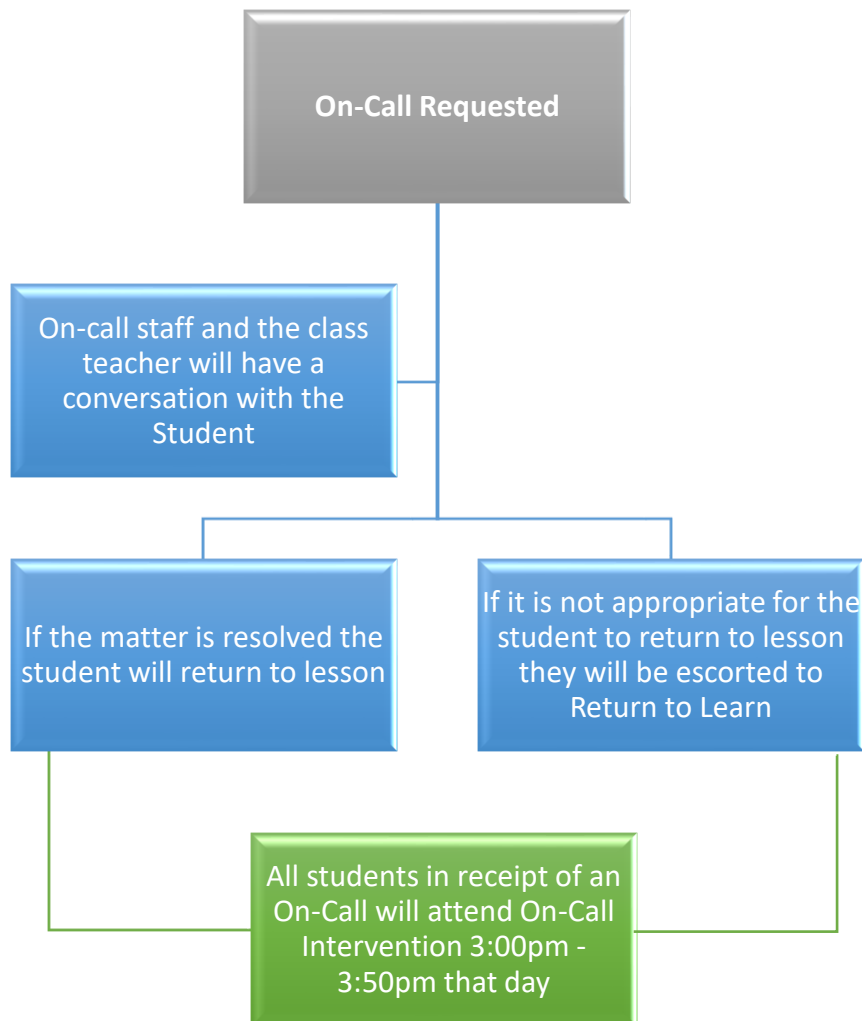 On-Call Requested
On-call staff and the class
teacher will have a
conversation with the
Student
If the matter is resolved the
student will return to lesson
If it is not appropriate for the
student to return to lesson
they will be escorted to
Return to Learn
All students in receipt of an
On-Call will attend On-Call
Intervention 3:00pm -
3:50pm that day